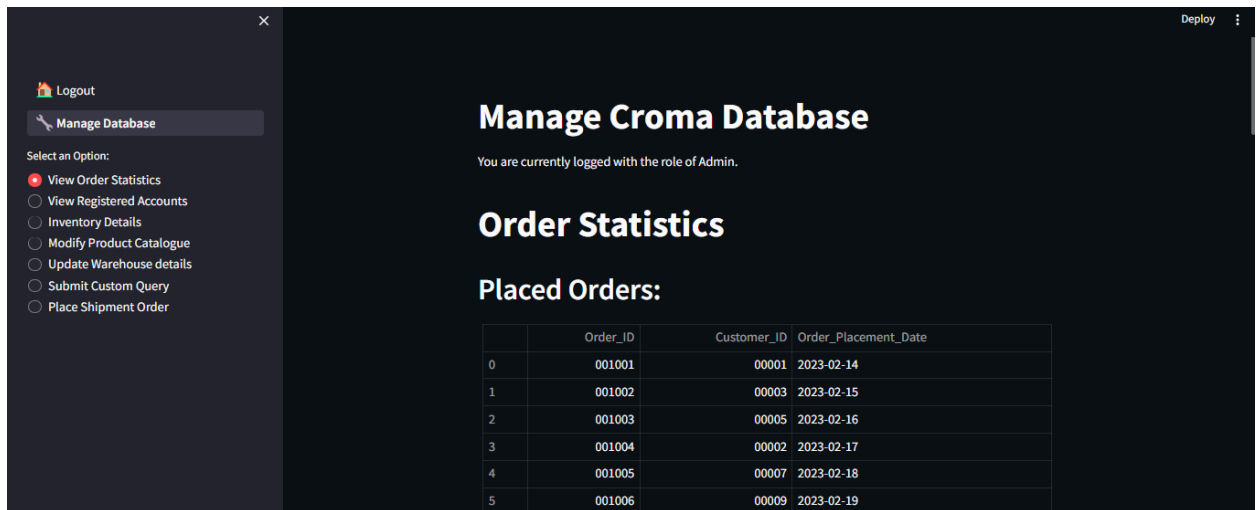 Deploy
Logout
Manage Database
Select an Option:
View Order Statistics
View Registered Accounts
Inventory Details
Modify Product Catalogue
Update Warehouse details
Submit Custom Query
Place Shipment Order
Manage Croma Database
You are currently logged with the role of Admin.
Order Statistics
Placed Orders:
Order_ID Customer_ID Order_Placement_Date
0 001001 00001 2023-02-14
1 001002 00003 2023-02-15
2 001003 00005 2023-02-16
3 001004 00002 2023-02-17
4 001005 00007 2023-02-18
5 001006 00009 2023-02-19